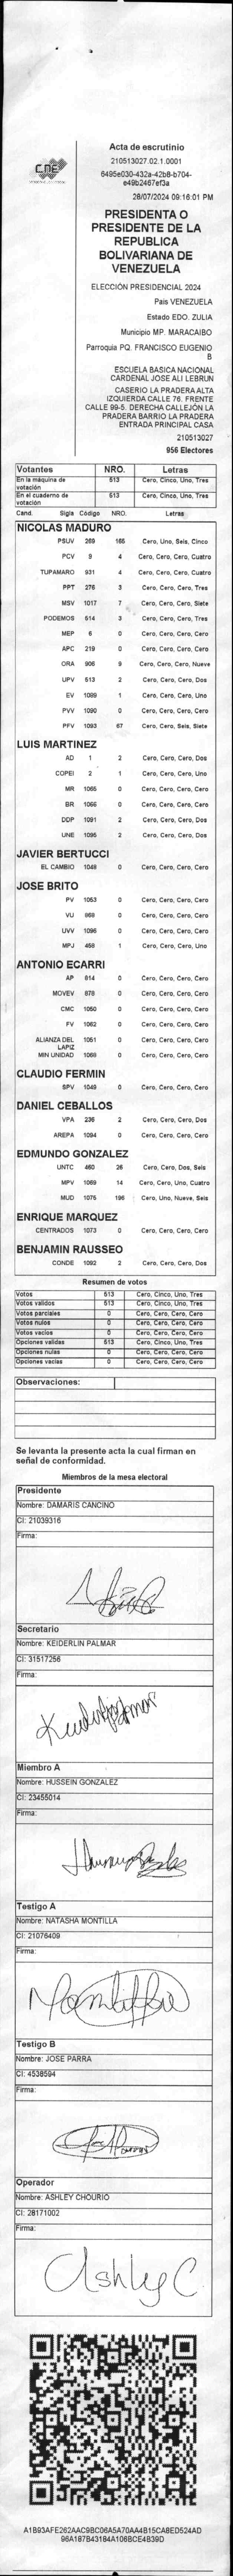 Acta de escrutinio
210513027.02.1.0001
6495e030-432a-42b8-b704-
e49b2467ef3a
28/07/2024 09:16:01 PM
CNE
PRESIDENTA O
PRESIDENTE DE LA
REPUBLICA
BOLIVARIANA DE
VENEZUELA
ELECCIÓN PRESIDENCIAL 2024
País VENEZUELA
Estado EDO. ZULIA
Municipio MP. MARACAIBO
Parroquia PQ. FRANCISCO EUGENIO
B
ESCUELA BASICA NACIONAL
CARDENAL JOSE ALI LEBRUN
CASERIO LA PRADERA ALTA
IZQUIERDA CALLE 76. FRENTE
CALLE 99-5. DERECHA CALLEJÓN LA
PRADERA BARRIO LA PRADERA
ENTRADA PRINCIPAL CASA
210513027
956 Electores
Votantes NRO. Letras
En la máquina de votación 513 Cero, Cinco, Uno, Tres
En el cuaderno de votación 513 Cero, Cinco, Uno, Tres
Cand. Sigla Código NRO. Letras
NICOLAS MADURO
PSUV 269 165 Cero, Uno, Seis, Cinco
PCV 9 4 Cero, Cero, Cero, Cuatro
TUPAMARO 931 4 Cero, Cero, Cero, Cuatro
PPT 276 3 Cero, Cero, Cero, Tres
MSV 1017 7 Cero, Cero, Cero, Siete
PODEMOS 514 3 Cero, Cero, Cero, Tres
MEP 6 0 Cero, Cero, Cero, Cero
APC 219 0 Cero, Cero, Cero, Cero
ORA 906 9 Cero, Cero, Cero, Nueve
UPV 513 2 Cero, Cero, Cero, Dos
EV 1089 1 Cero, Cero, Cero, Uno
PVV 1090 0 Cero, Cero, Cero, Cero
PFV 1093 67 Cero, Cero, Seis, Siete
LUIS MARTINEZ
AD 1 2 Cero, Cero, Cero, Dos
COPEI 2 1 Cero, Cero, Cero, Uno
MR 1065 0 Cero, Cero, Cero, Cero
BR 1066 0 Cero, Cero, Cero, Cero
DDP 1091 2 Cero, Cero, Cero, Dos
UNE 1095 2 Cero, Cero, Cero, Dos
JAVIER BERTUCCI
EL CAMBIO 1048 0 Cero, Cero, Cero, Cero
JOSE BRITO
PV 1053 0 Cero, Cero, Cero, Cero
VU 969 0 Cero, Cero, Cero, Cero
UVV 1096 0 Cero, Cero, Cero, Cero
MPJ 459 1 Cero, Cero, Cero, Uno
ANTONIO ECARRI
AP 814 0 Cero, Cero, Cero, Cero
MOVEV 878 0 Cero, Cero, Cero, Cero
CMC 1050 0 Cero, Cero, Cero, Cero
FV 1062 0 Cero, Cero, Cero, Cero
ALIANZA DEL LAPIZ 1051 0 Cero, Cero, Cero, Cero
MIN UNIDAD 1068 0 Cero, Cero, Cero, Cero
CLAUDIO FERMIN
SPV 1049 0 Cero, Cero, Cero, Cero
DANIEL CEBALLOS
VPA 236 2 Cero, Cero, Cero, Dos
AREPA 1094 0 Cero, Cero, Cero, Cero
EDMUNDO GONZALEZ
UNTC 460 26 Cero, Cero, Dos, Seis
MPV 1069 14 Cero, Cero, Uno, Cuatro
MUD 1075 196 Cero, Uno, Nueve, Seis
ENRIQUE MARQUEZ
CENTRADOS 1073 0 Cero, Cero, Cero, Cero
BENJAMIN RAUSSEO
CONDE 1092 2 Cero, Cero, Cero, Dos
Resumen de votos
Votos 513 Cero, Cinco, Uno, Tres
Votos validos 513 Cero, Cinco, Uno, Tres
Votos parciales 0 Cero, Cero, Cero, Cero
Votos nulos 0 Cero, Cero, Cero, Cero
Votos vacios 0 Cero, Cero, Cero, Cero
Opciones validas 513 Cero, Cinco, Uno, Tres
Opciones nulas 0 Cero, Cero, Cero, Cero
Opciones vacias 0 Cero, Cero, Cero, Cero
Observaciones:
Se levanta la presente acta la cual firman en
señal de conformidad.
Miembros de la mesa electoral
Presidente
Nombre: DAMARIS CANCINO
CI: 21039316
Firma:
Secretario
Nombre: KEIDERLIN PALMAR
CI: 31517256
Firma:
Miembro A
Nombre: HUSSEIN GONZALEZ
CI: 23455014
Firma:
Testigo A
Nombre: NATASHA MONTILLA
CI: 21076409
Firma:
Testigo B
Nombre: JOSE PARRA
CI: 4538594
Firma:
Operador
Nombre: ASHLEY CHOURIO
CI: 28171002
Firma:
Ashley C
A1B93AFE262AAC9BC06A5A70AA4B15CA8ED524AD
96A187B43184A106BCE4B39D